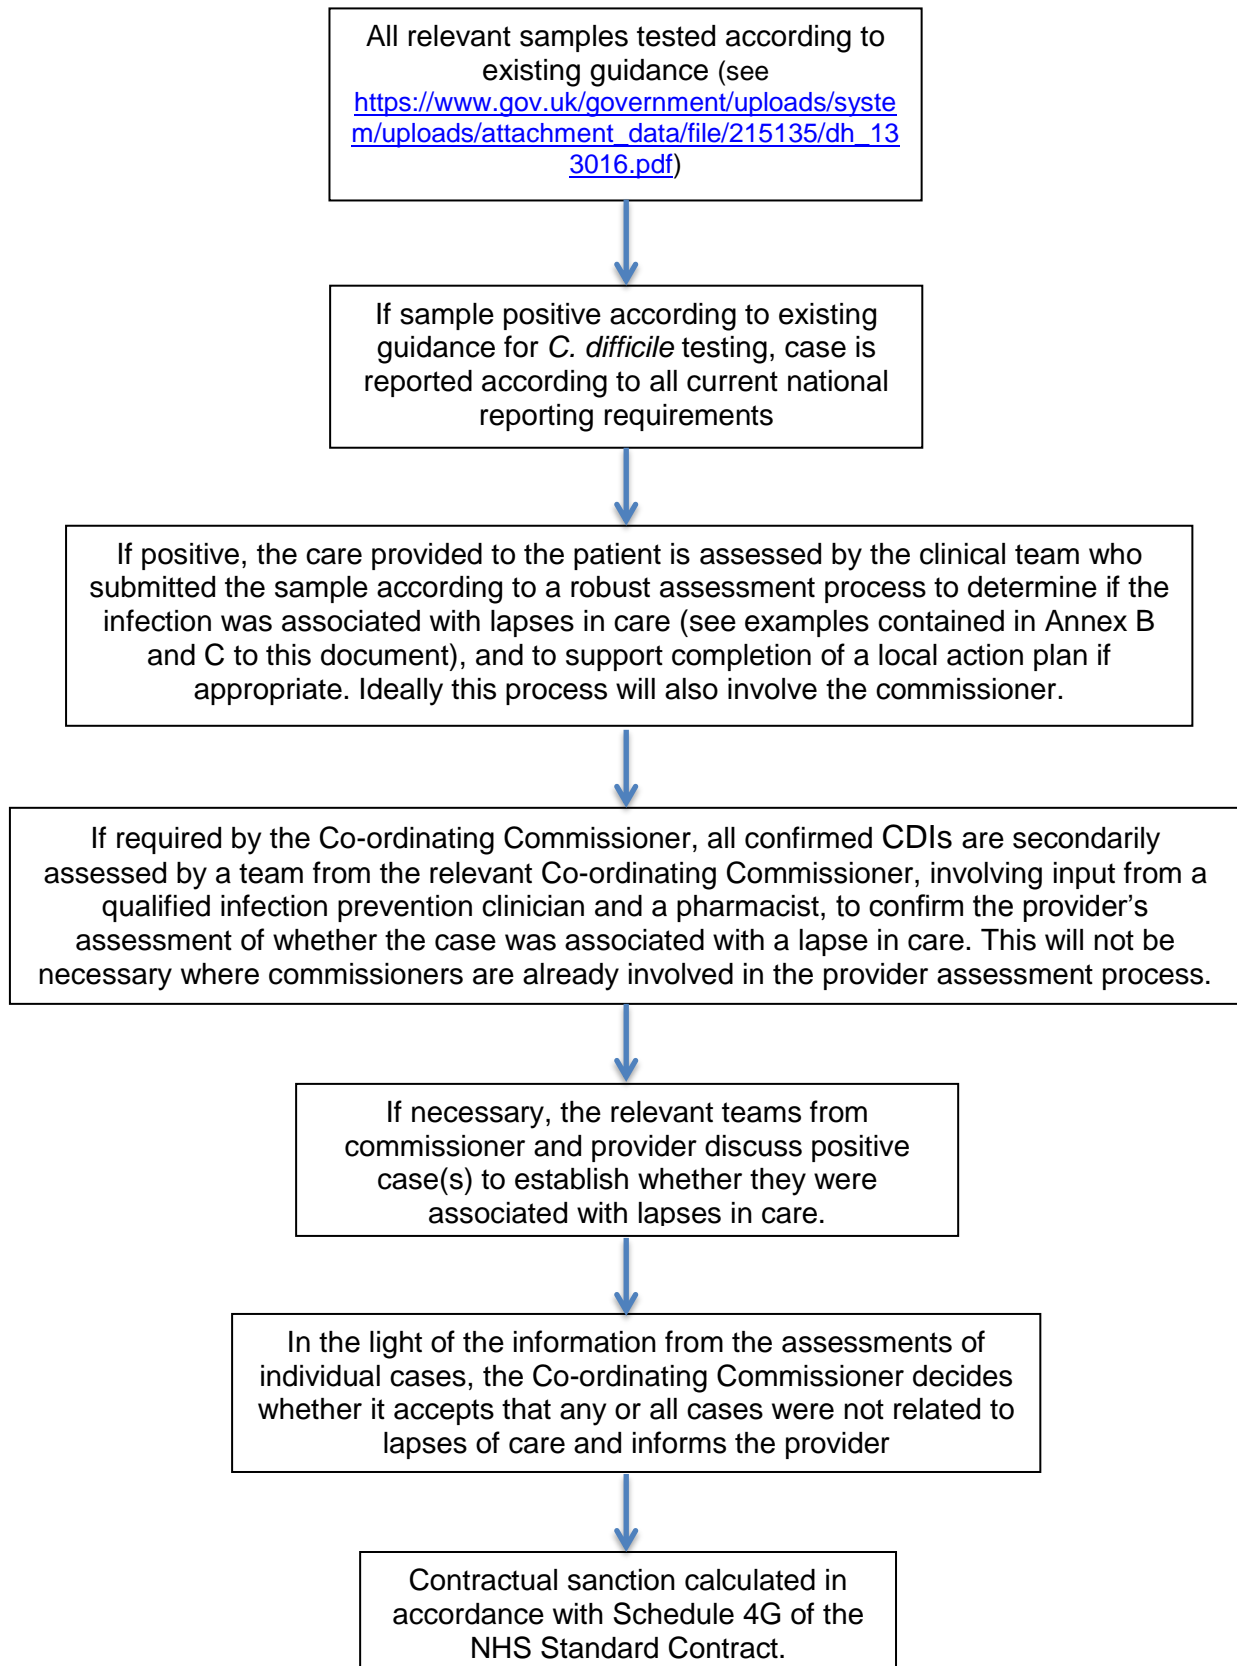 All relevant samples tested according to
existing guidance (see
https://www.gov.uk/government/uploads/syste
m/uploads/attachment_data/file/215135/dh_13
3016.pdf)
If sample positive according to existing
guidance for C. difficile testing, case is
reported according to all current national
reporting requirements
If positive, the care provided to the patient is assessed by the clinical team who
submitted the sample according to a robust assessment process to determine if the
infection was associated with lapses in care (see examples contained in Annex B
and C to this document), and to support completion of a local action plan if
appropriate. Ideally this process will also involve the commissioner.
If required by the Co-ordinating Commissioner, all confirmed CDIs are secondarily
assessed by a team from the relevant Co-ordinating Commissioner, involving input from a
qualified infection prevention clinician and a pharmacist, to confirm the provider's
assessment of whether the case was associated with a lapse in care. This will not be
necessary where commissioners are already involved in the provider assessment process.
If necessary, the relevant teams from
commissioner and provider discuss positive
case(s) to establish whether they were
associated with lapses in care.
In the light of the information from the assessments of
individual cases, the Co-ordinating Commissioner decides
whether it accepts that any or all cases were not related to
lapses of care and informs the provider
Contractual sanction calculated in
accordance with Schedule 4G of the
NHS Standard Contract.